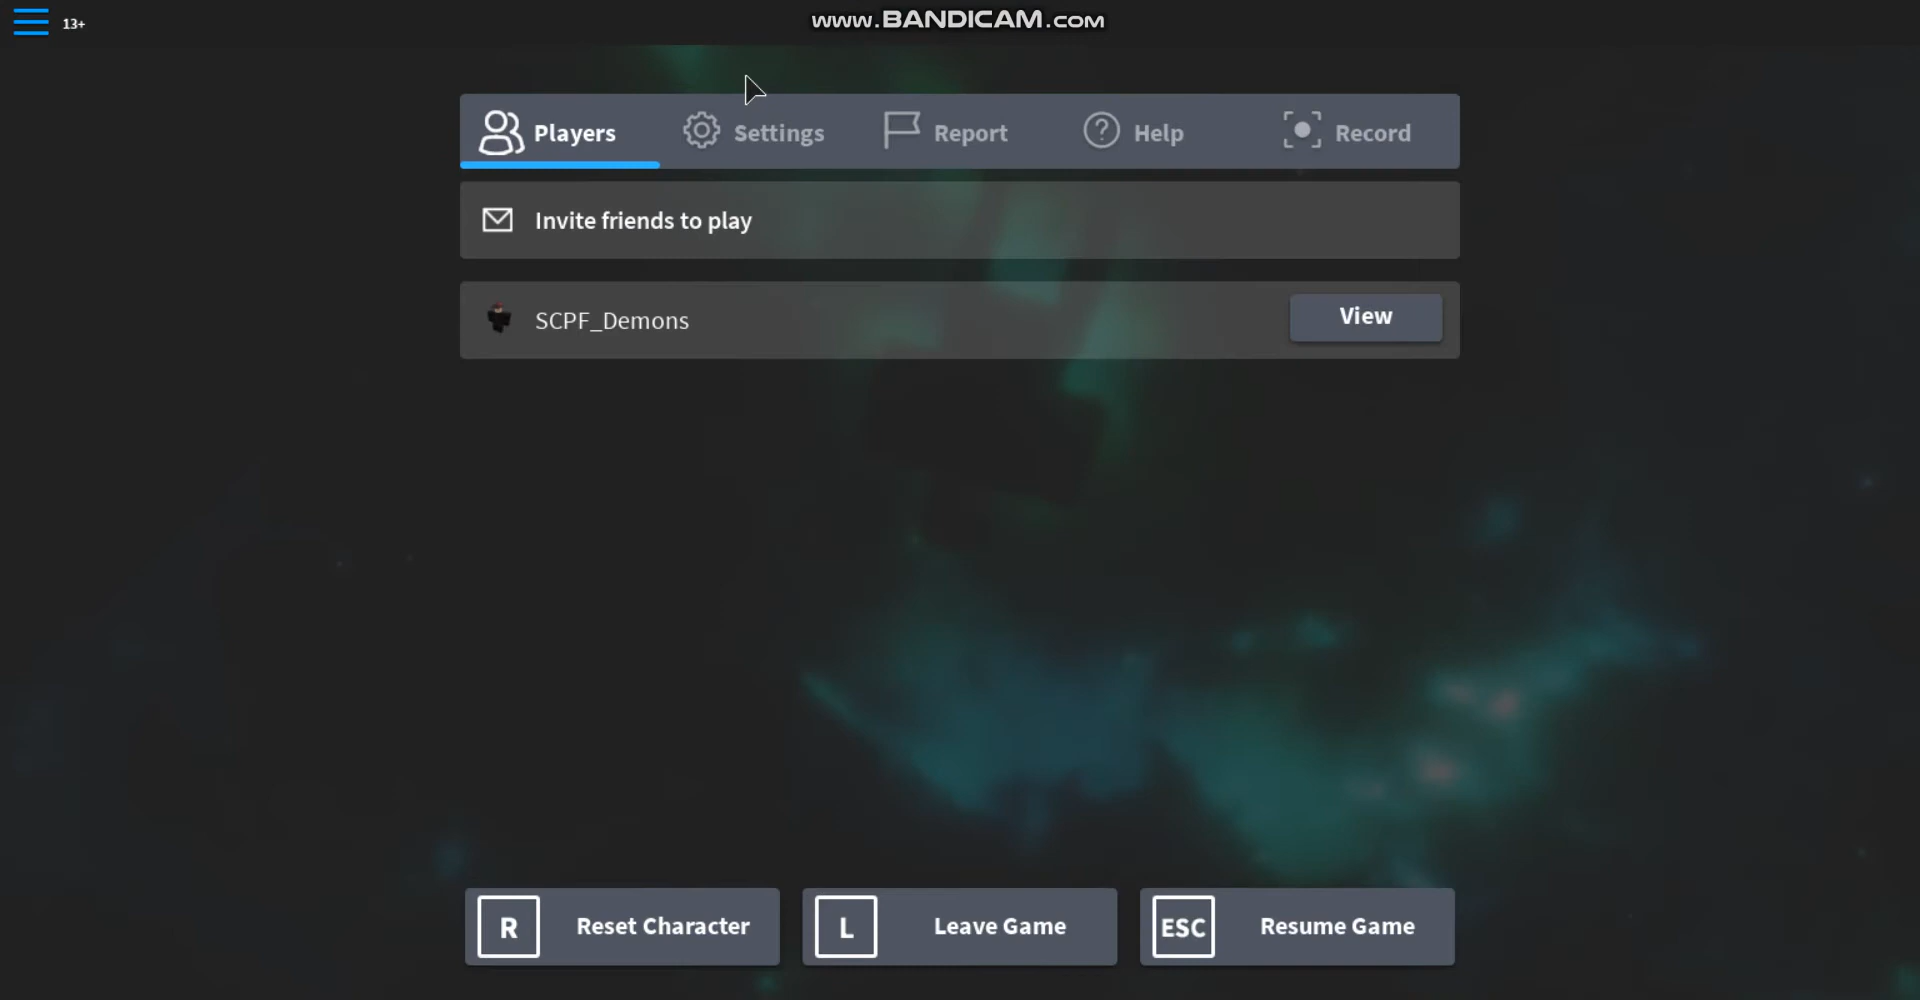 13+
www.BANDICAM.com
Players Settings Report Help Record
Invite friends to play
SCPF_Demons View
R Reset Character L Leave Game ESC Resume Game